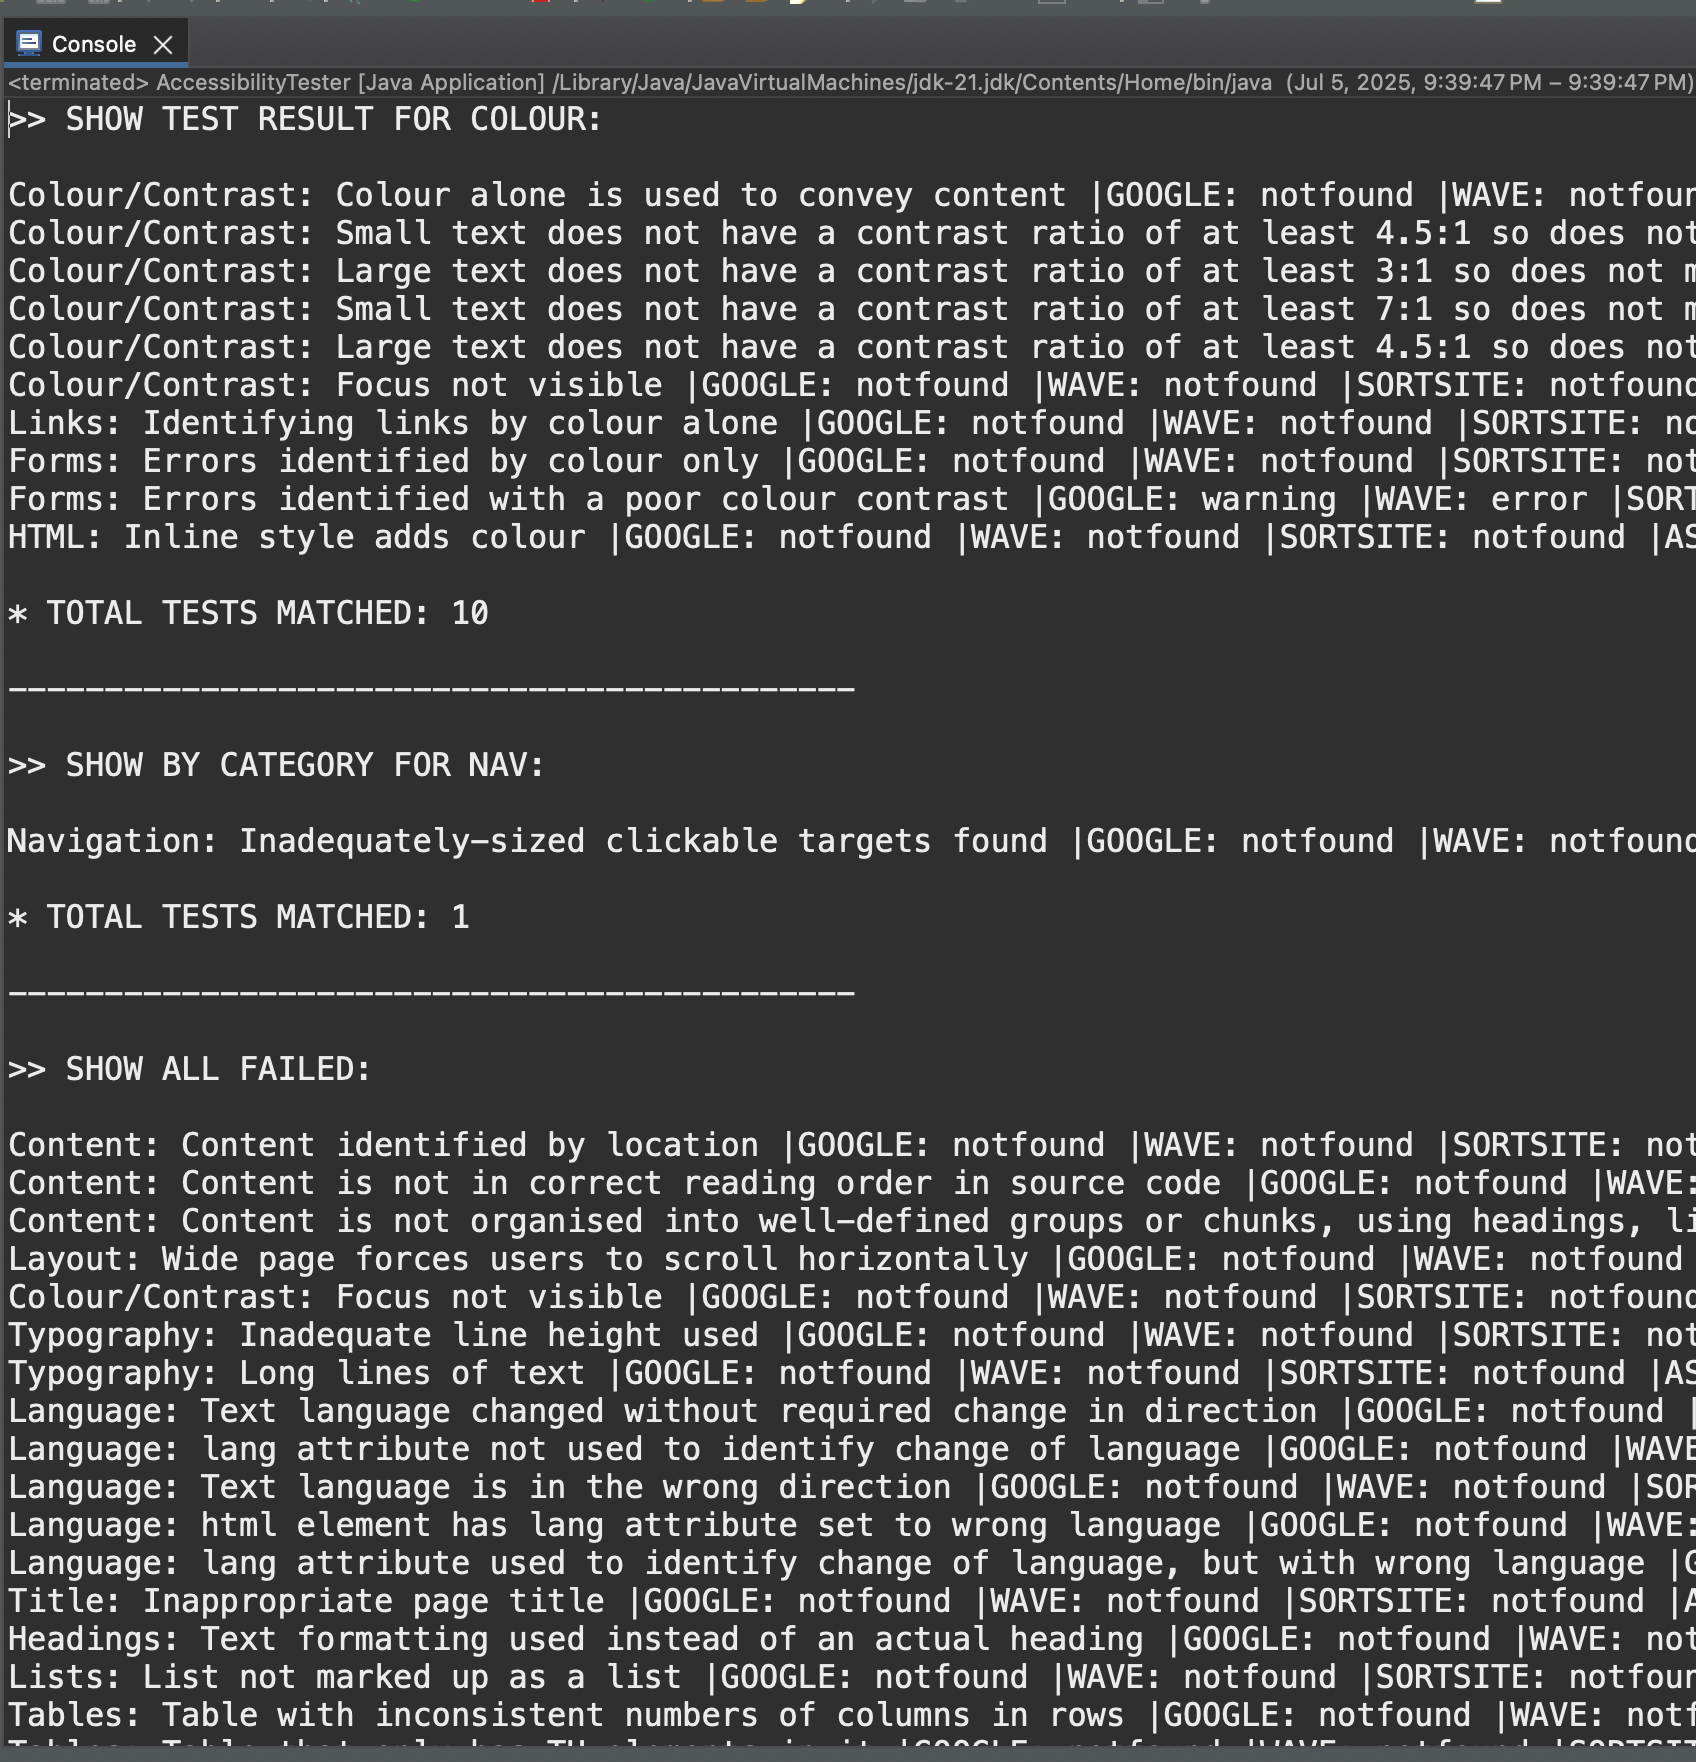 Console
<terminated> AccessibilityTester [Java Application] /Library/Java/JavaVirtualMachines/jdk-21.jdk/Contents/Home/bin/java (Jul 5, 2025, 9:39:47 PM – 9:39:47 PM)
>> SHOW TEST RESULT FOR COLOUR:
Colour/Contrast: Colour alone is used to convey content |GOOGLE: notfound |WAVE: notfoun
Colour/Contrast: Small text does not have a contrast ratio of at least 4.5:1 so does not
Colour/Contrast: Large text does not have a contrast ratio of at least 3:1 so does not m
Colour/Contrast: Small text does not have a contrast ratio of at least 7:1 so does not m
Colour/Contrast: Large text does not have a contrast ratio of at least 4.5:1 so does not
Colour/Contrast: Focus not visible |GOOGLE: notfound |WAVE: notfound |SORTSITE: notfound
Links: Identifying links by colour alone |GOOGLE: notfound |WAVE: notfound |SORTSITE: no
Forms: Errors identified by colour only |GOOGLE: notfound |WAVE: notfound |SORTSITE: not
Forms: Errors identified with a poor colour contrast |GOOGLE: warning |WAVE: error |SORT
HTML: Inline style adds colour |GOOGLE: notfound |WAVE: notfound |SORTSITE: notfound |AS
* TOTAL TESTS MATCHED: 10
--------------------------------------------
>> SHOW BY CATEGORY FOR NAV:
Navigation: Inadequately-sized clickable targets found |GOOGLE: notfound |WAVE: notfound
* TOTAL TESTS MATCHED: 1
--------------------------------------------
>> SHOW ALL FAILED:
Content: Content identified by location |GOOGLE: notfound |WAVE: notfound |SORTSITE: not
Content: Content is not in correct reading order in source code |GOOGLE: notfound |WAVE:
Content: Content is not organised into well-defined groups or chunks, using headings, li
Layout: Wide page forces users to scroll horizontally |GOOGLE: notfound |WAVE: notfound
Colour/Contrast: Focus not visible |GOOGLE: notfound |WAVE: notfound |SORTSITE: notfound
Typography: Inadequate line height used |GOOGLE: notfound |WAVE: notfound |SORTSITE: not
Typography: Long lines of text |GOOGLE: notfound |WAVE: notfound |SORTSITE: notfound |AS
Language: Text language changed without required change in direction |GOOGLE: notfound |
Language: lang attribute not used to identify change of language |GOOGLE: notfound |WAVE
Language: Text language is in the wrong direction |GOOGLE: notfound |WAVE: notfound |SOR
Language: html element has lang attribute set to wrong language |GOOGLE: notfound |WAVE:
Language: lang attribute used to identify change of language, but with wrong language |G
Title: Inappropriate page title |GOOGLE: notfound |WAVE: notfound |SORTSITE: notfound |A
Headings: Text formatting used instead of an actual heading |GOOGLE: notfound |WAVE: not
Lists: List not marked up as a list |GOOGLE: notfound |WAVE: notfound |SORTSITE: notfoun
Tables: Table with inconsistent numbers of columns in rows |GOOGLE: notfound |WAVE: notf